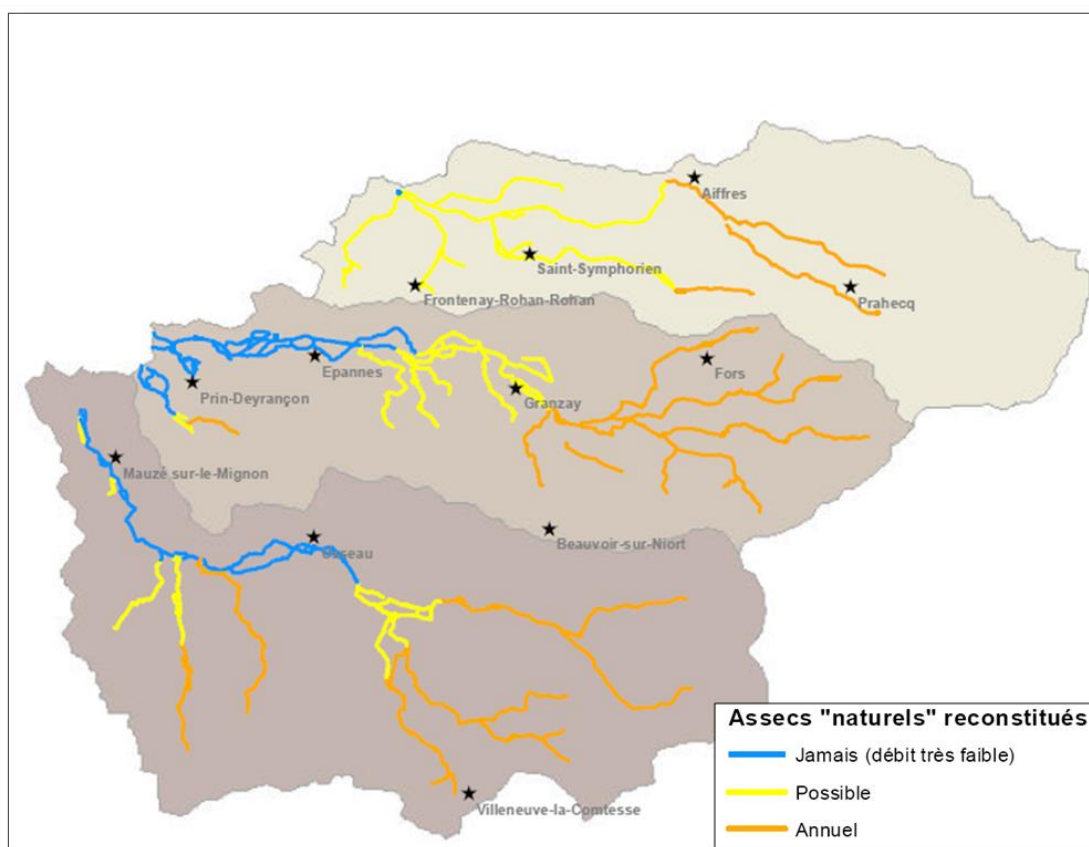 Aiffres
Saint-Symphorien
Frontenay-Rohan-Rohan
Prahecq
Epannes
Fors
Prin-Deyrançon
Granzay
Mauzé sur-le-Mignon
Beauvoir-sur-Niort
Villeneuve-la-Comtesse
Assecs "naturels" reconstitués
Jamais (débit très faible)
Possible
Annuel